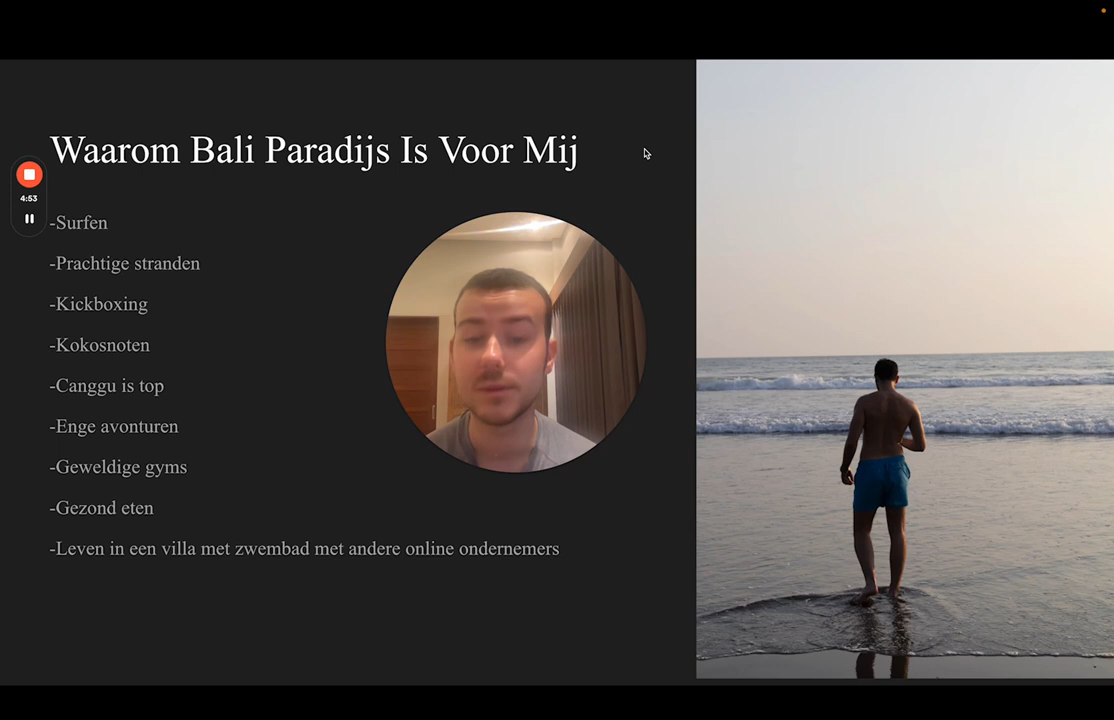 Waarom Bali Paradijs Is Voor Mij
4:53
-Surfen
-Prachtige stranden
-Kickboxing
-Kokosnoten
-Canggu is top
-Enge avonturen
-Geweldige gyms
-Gezond eten
-Leven in een villa met zwembad met andere online ondernemers